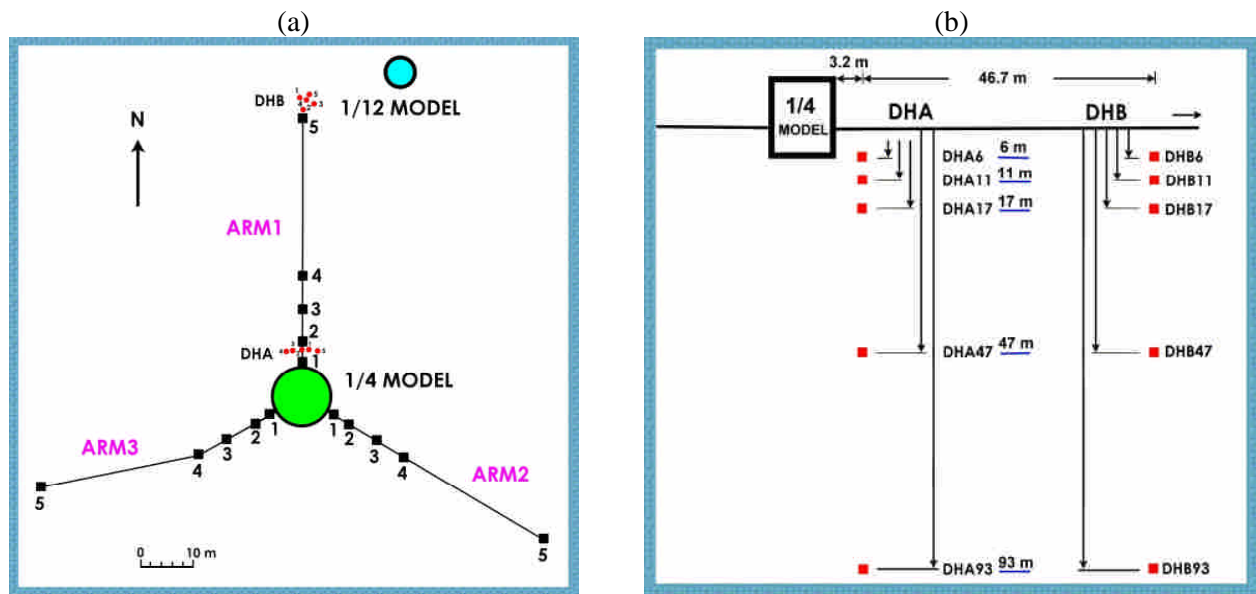 (a)
(b)
N
DHB
1/12 MODEL
5
ARM1
4
3
2
DHA
1
1/4 MODEL
1
2
3
4
ARM3
5
1
2
3
4
ARM2
5
0 10 m
3.2 m
46.7 m
1/4
MODEL
DHA
DHB
DHA6 6 m DHB6
DHA11 11 m DHB11
DHA17 17 m DHB17
DHA47 47 m DHB47
DHA93 93 m DHB93